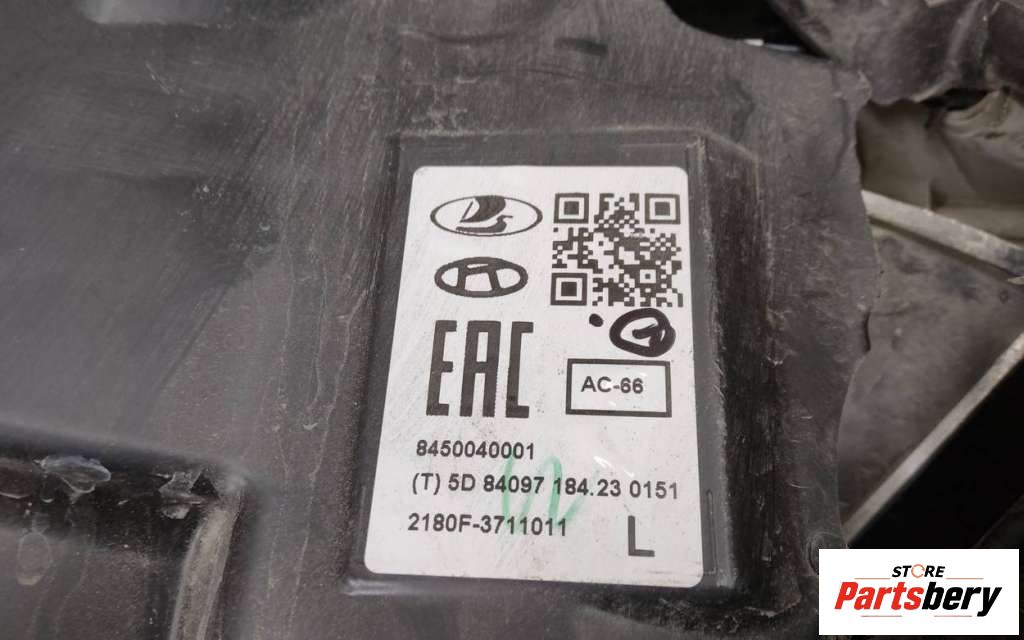 EAC
AC-66
8450040001
(T) 5D 84097 184.23 0151
2180F-3711011
L
STORE
Partsbery